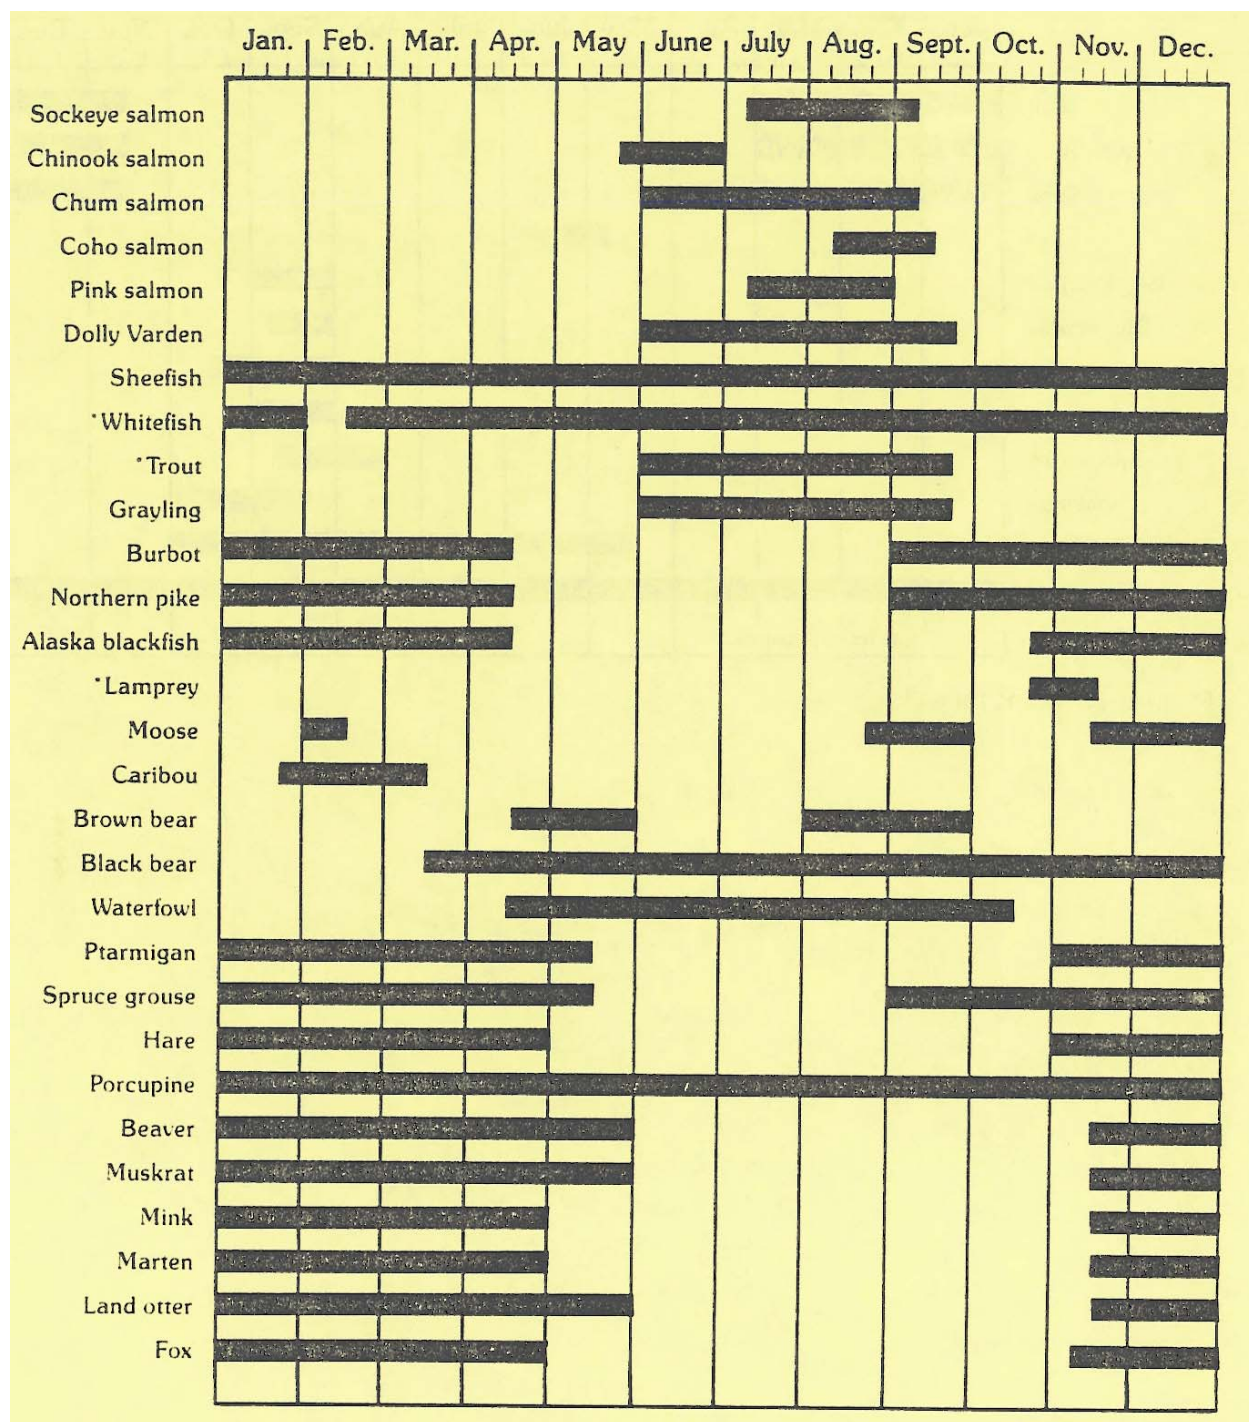 Jan. Feb. Mar. Apr. May June July Aug. Sept. Oct. Nov. Dec.
Sockeye salmon
Chinook salmon
Chum salmon
Coho salmon
Pink salmon
Dolly Varden
Sheefish
*Whitefish
*Trout
Grayling
Burbot
Northern pike
Alaska blackfish
*Lamprey
Moose
Caribou
Brown bear
Black bear
Waterfowl
Ptarmigan
Spruce grouse
Hare
Porcupine
Beaver
Muskrat
Mink
Marten
Land otter
Fox